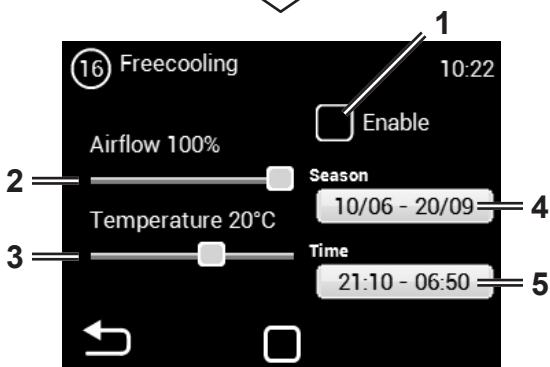 1
16 Freecooling 10:22
Enable
Airflow 100%
2
Season
10/06 - 20/09 4
Temperature 20°C
3
Time
21:10 - 06:50 5